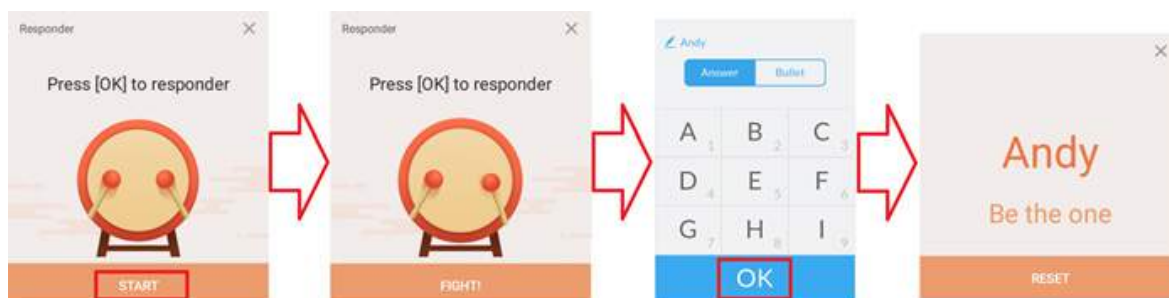 Responder
Press [OK] to responder
START
Responder
Press [OK] to responder
FIGHT!
Andy
Answer Bullet
A 1 B 2 C 3
D 4 E 5 F 6
G 7 H 8 I 9
OK
Andy
Be the one
RESET